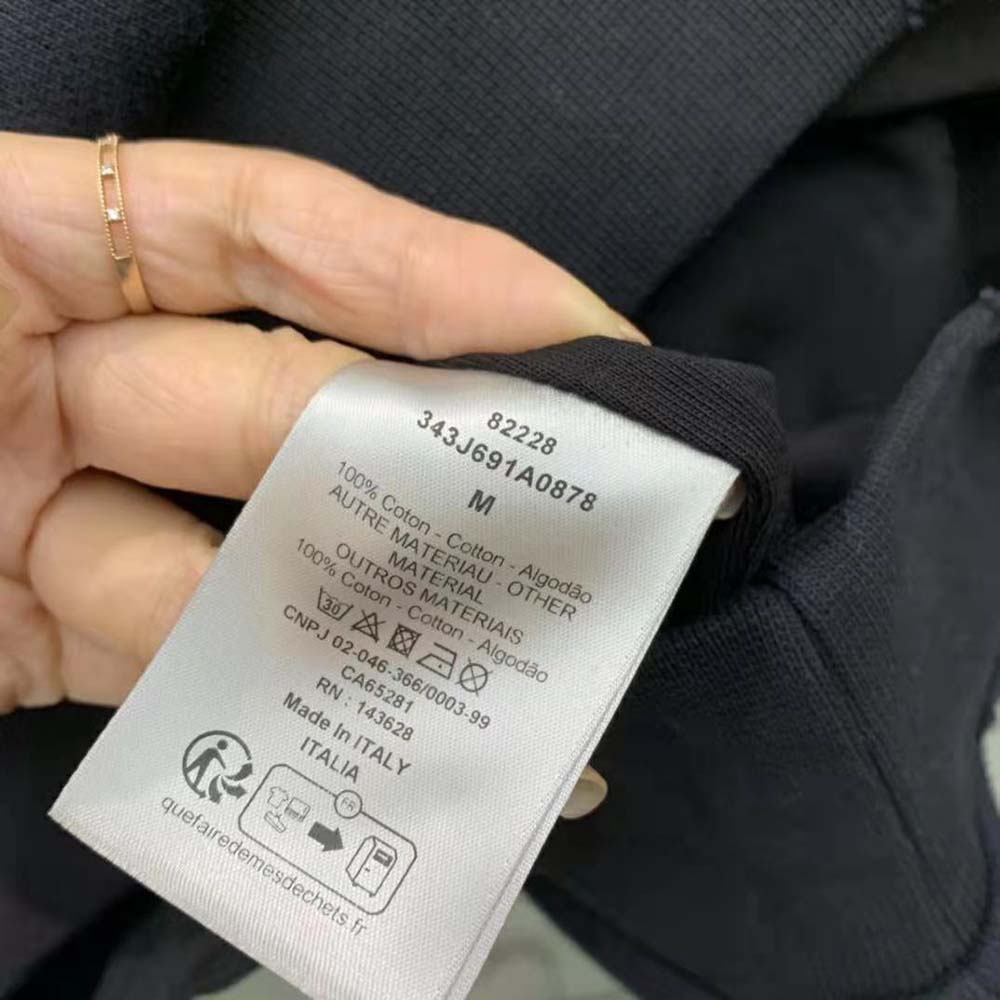 82228
343J691A0878
M
100% Coton - Cotton - Algodão
AUTRE MATERIAU - OTHER
MATERIAL
OUTROS MATERIAIS
100% Coton - Cotton - Algodão
30
CNPJ 02-046-366/0003-99
CA65281
RN : 143628
Made In ITALY
ITALIA
FR
quefairedemesdechets.fr